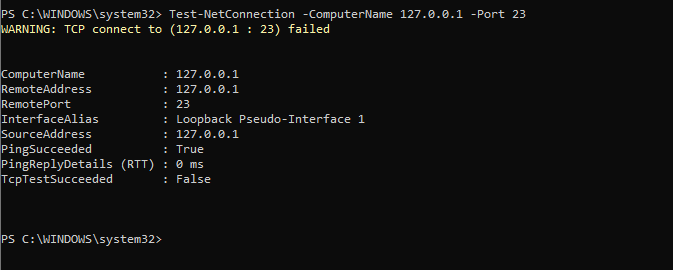 PS C:\WINDOWS\system32> Test-NetConnection -ComputerName 127.0.0.1 -Port 23
WARNING: TCP connect to (127.0.0.1 : 23) failed
ComputerName : 127.0.0.1
RemoteAddress : 127.0.0.1
RemotePort : 23
InterfaceAlias : Loopback Pseudo-Interface 1
SourceAddress : 127.0.0.1
PingSucceeded : True
PingReplyDetails (RTT) : 0 ms
TcpTestSucceeded : False
PS C:\WINDOWS\system32>